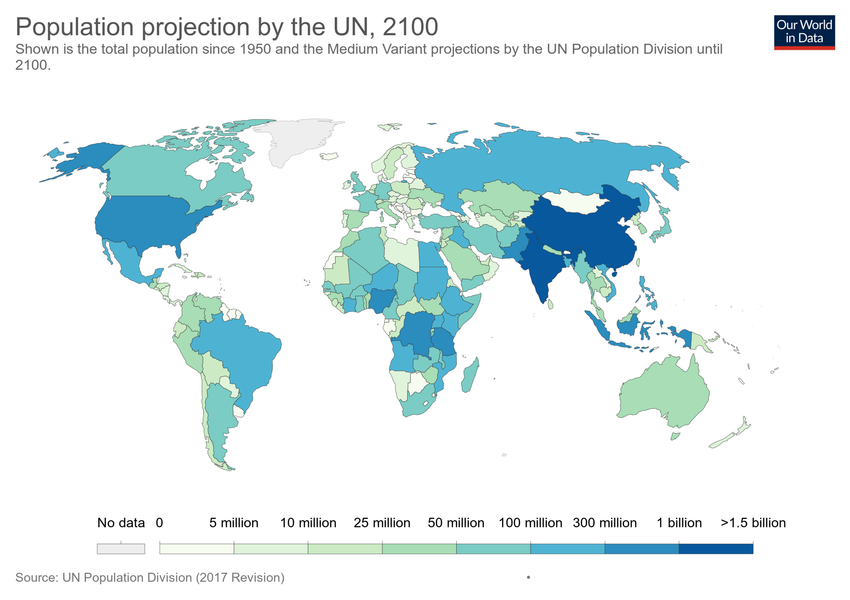 Population projection by the UN, 2100
Shown is the total population since 1950 and the Medium Variant projections by the UN Population Division until
2100.
Our World
in Data
No data
0
5 million
10 million
25 million
50 million
100 million
300 million
1 billion
>1.5 billion
Source: UN Population Division (2017 Revision)
•